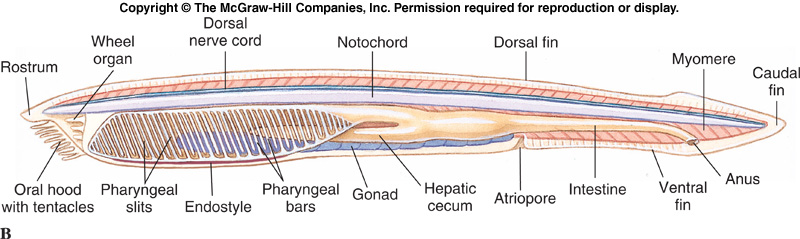 Copyright © The McGraw-Hill Companies, Inc. Permission required for reproduction or display.
Rostrum
Wheel
organ
Dorsal
nerve cord
Notochord
Dorsal fin
Myomere
Caudal
fin
Oral hood
with tentacles
Pharyngeal
slits
Endostyle
Pharyngeal
bars
Gonad
Hepatic
cecum
Atriopore
Intestine
Ventral
fin
Anus
B